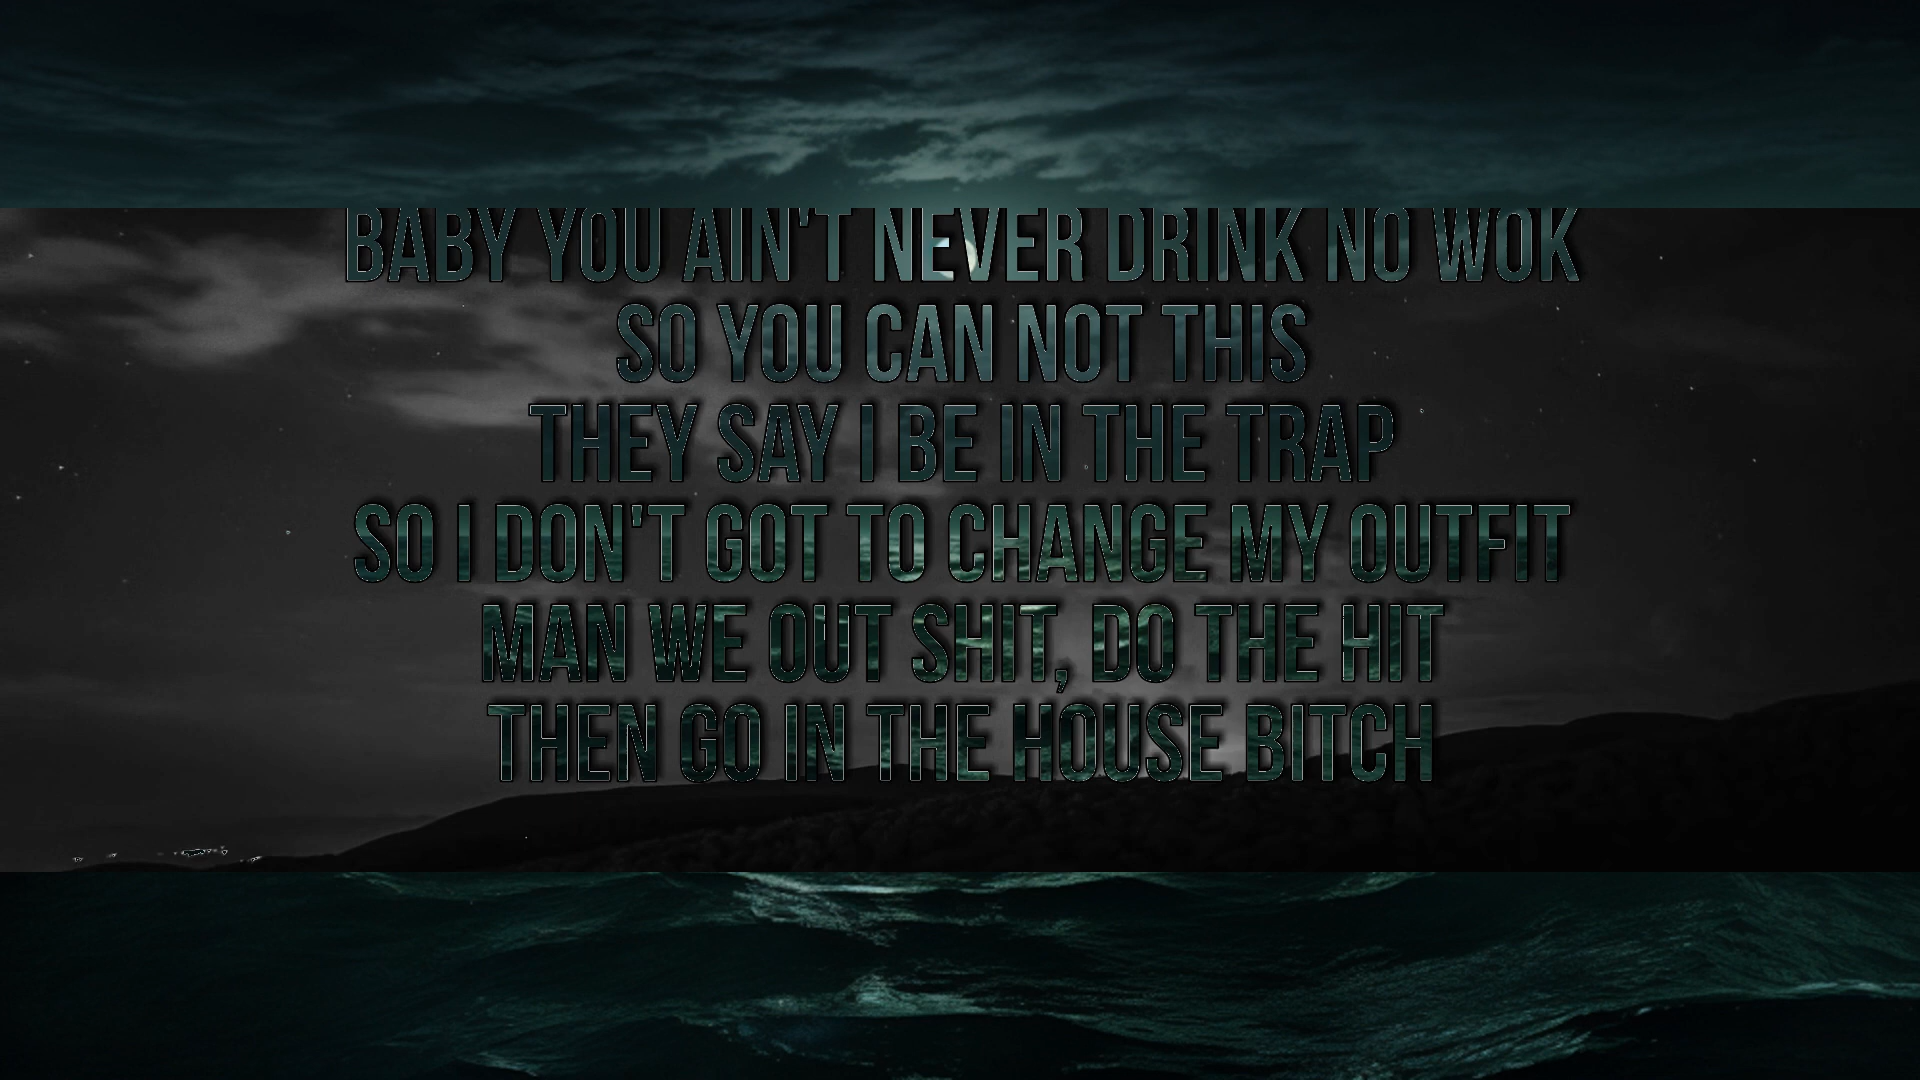 BABY YOU AIN'T NEVER DRINK NO WOK
SO YOU CAN NOT THIS
THEY SAY I BE IN THE TRAP
SO I DON'T GOT TO CHANGE MY OUTFIT
MAN WE OUT SHIT, DO THE HIT
THEN GO IN THE HOUSE BITCH